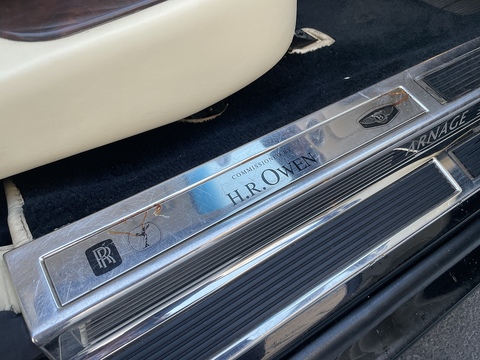 COMMISSIONED BY
H.R. OWEN
RR
ARNAGE